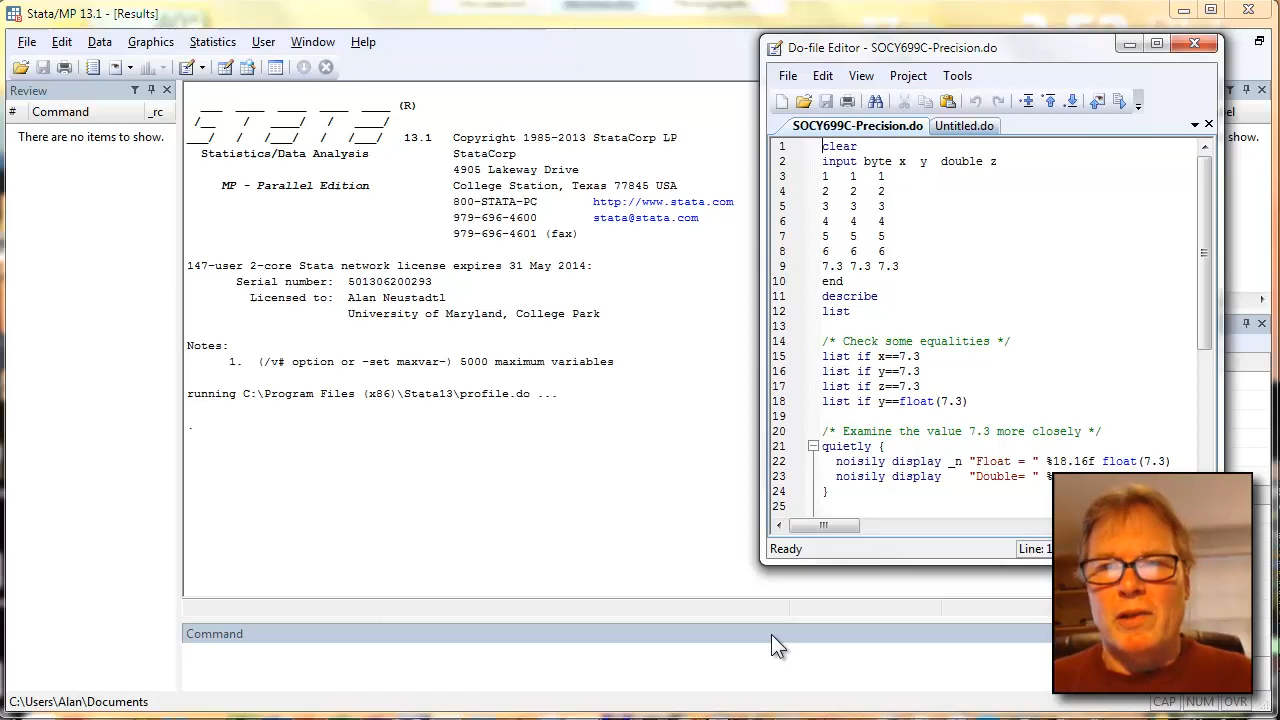 Stata/MP 13.1 - [Results]
File Edit Data Graphics Statistics User Window Help
Review
# Command _rc
There are no items to show.
(R)
13.1 Copyright 1985-2013 StataCorp LP
Statistics/Data Analysis StataCorp
4905 Lakeway Drive
MP - Parallel Edition College Station, Texas 77845 USA
800-STATA-PC http://www.stata.com
979-696-4600 stata@stata.com
979-696-4601 (fax)
147-user 2-core Stata network license expires 31 May 2014:
Serial number: 501306200293
Licensed to: Alan Neustadtl
University of Maryland, College Park
Notes:
1. (/v# option or -set maxvar-) 5000 maximum variables
running C:\Program Files (x86)\Stata13\profile.do ...
.
Command
C:\Users\Alan\Documents
CAP NUM OVR
Do-file Editor - SOCY699C-Precision.do
File Edit View Project Tools
SOCY699C-Precision.do Untitled.do
1 clear
2 input byte x y double z
3 1 1 1
4 2 2 2
5 3 3 3
6 4 4 4
7 5 5 5
8 6 6 6
9 7.3 7.3 7.3
10 end
11 describe
12 list
13
14 /* Check some equalities */
15 list if x==7.3
16 list if y==7.3
17 list if z==7.3
18 list if y==float(7.3)
19
20 /* Examine the value 7.3 more closely */
21 quietly {
22 noisily display _n "Float = " %18.16f float(7.3)
23 noisily display "Double= " %
24 }
25
Ready Line: 1
show.